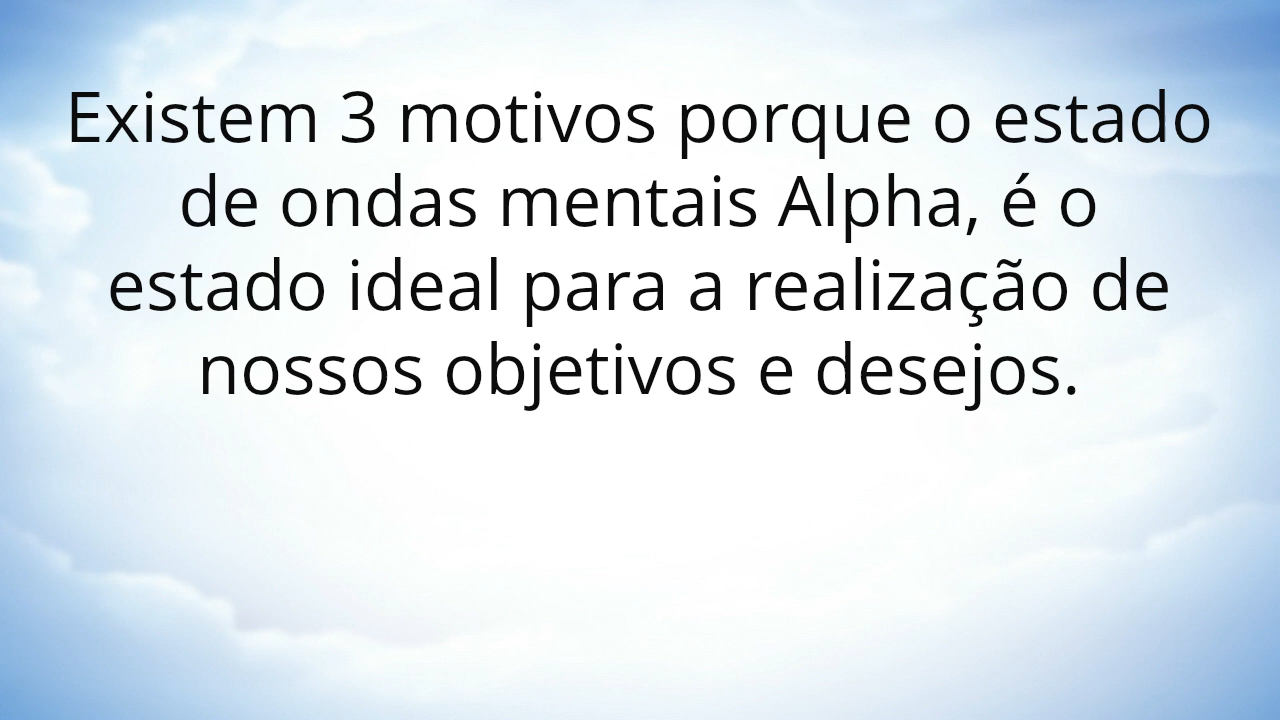 Existem 3 motivos porque o estado
de ondas mentais Alpha, é o
estado ideal para a realização de
nossos objetivos e desejos.